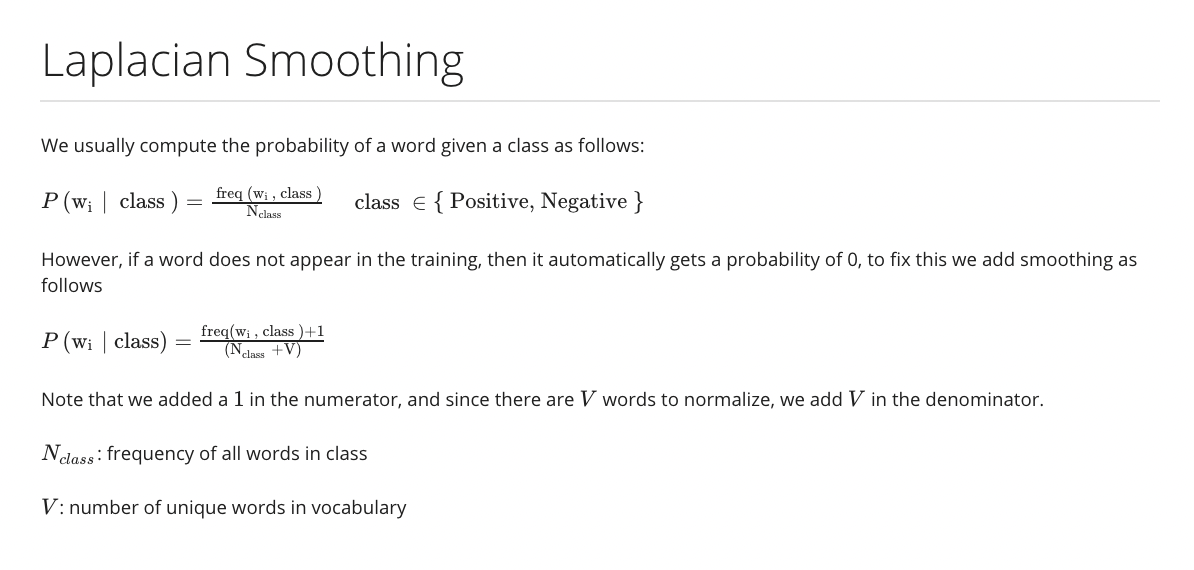 Laplacian Smoothing
We usually compute the probability of a word given a class as follows:
P (wi | class ) = freq (wi , class ) / Nclass    class ∈ { Positive, Negative }
However, if a word does not appear in the training, then it automatically gets a probability of 0, to fix this we add smoothing as
follows
P (wi | class) = freq(wi , class )+1 / (Nclass +V)
Note that we added a 1 in the numerator, and since there are V words to normalize, we add V in the denominator.
Nclass: frequency of all words in class
V: number of unique words in vocabulary